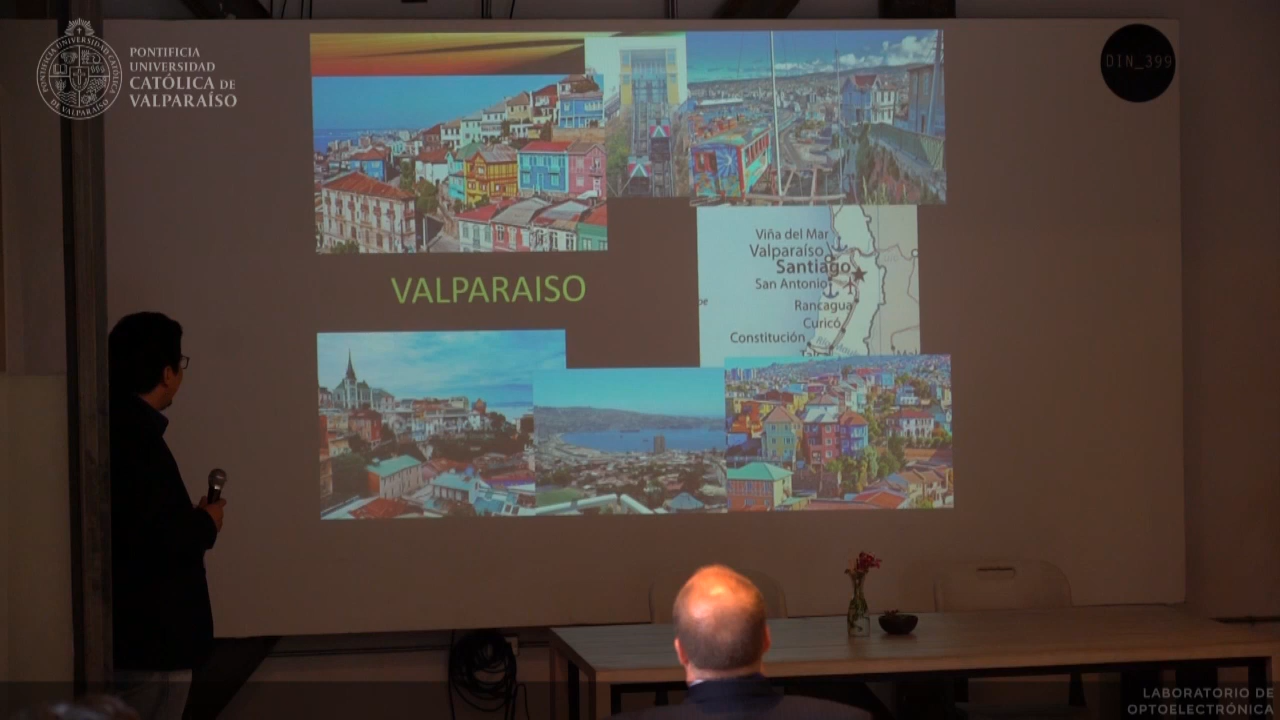 PONTIFICIA
UNIVERSIDAD
CATÓLICA DE
VALPARAÍSO
DIN_399
VALPARAISO
Viña del Mar
Valparaíso
Santiago
San Antonio
Rancagua
Curicó
Constitución
LABORATORIO DE
OPTOELECTRÓNICA